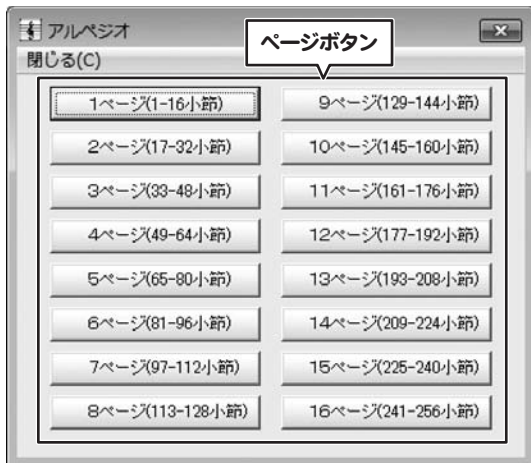 アルペジオ
ページボタン
閉じる(C)
1ページ(1-16小節)
2ページ(17-32小節)
3ページ(33-48小節)
4ページ(49-64小節)
5ページ(65-80小節)
6ページ(81-96小節)
7ページ(97-112小節)
8ページ(113-128小節)
9ページ(129-144小節)
10ページ(145-160小節)
11ページ(161-176小節)
12ページ(177-192小節)
13ページ(193-208小節)
14ページ(209-224小節)
15ページ(225-240小節)
16ページ(241-256小節)